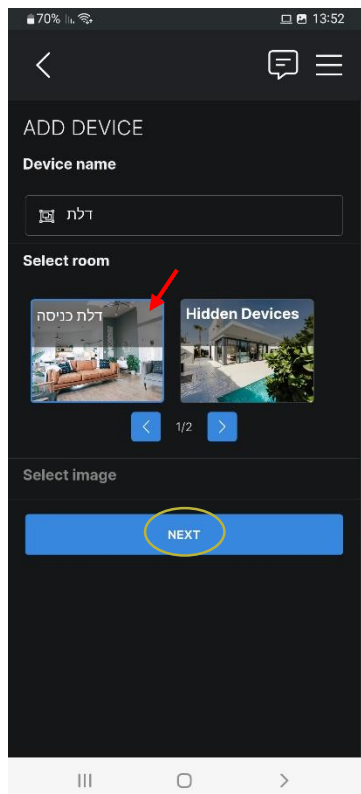 70% 13:52
ADD DEVICE
Device name
דלת
Select room
דלת כניסה
Hidden Devices
1/2
Select image
NEXT